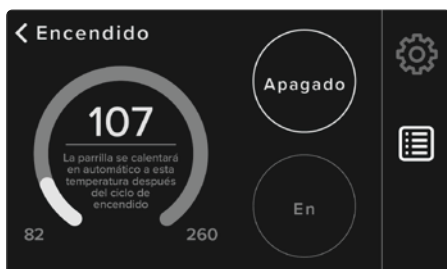 Encendido
107
La parrilla se calentará
en automático a esta
temperatura después
del ciclo de
encendido
82
260
Apagado
En